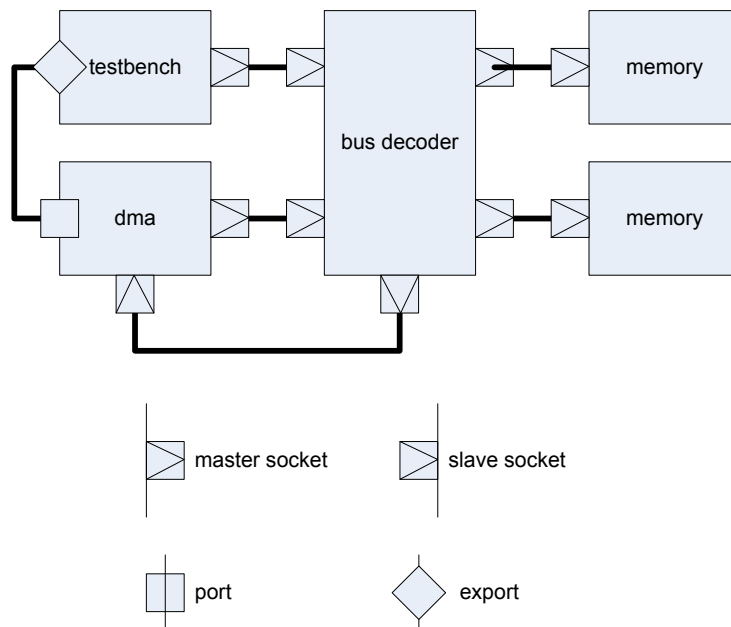 testbench
bus decoder
memory
dma
memory
master socket
slave socket
port
export